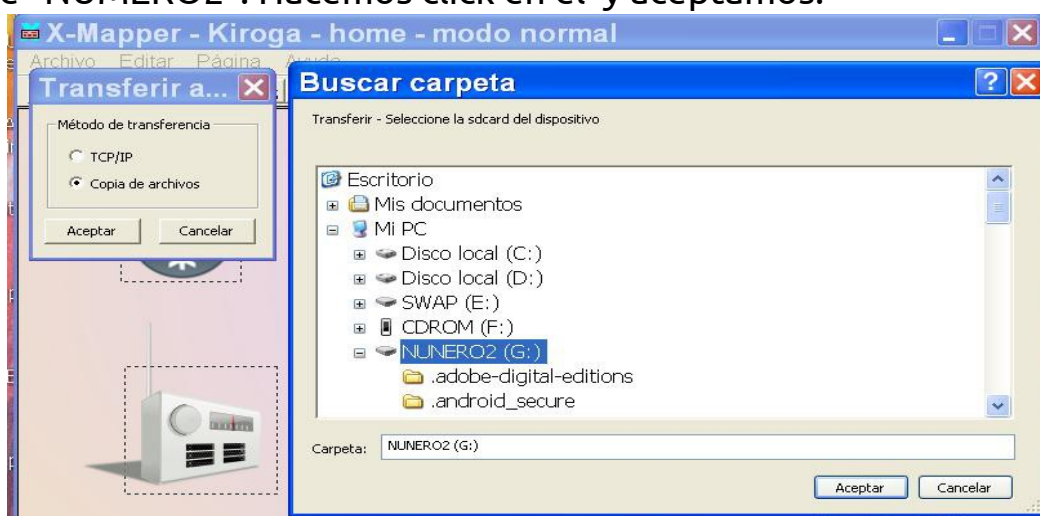 e "NUMERO2". Hacemos click en el y aceptamos.
X-Mapper - Kiroga - home - modo normal
Archivo Editar Página Ayuda
Transferir a...
Método de transferencia
TCP/IP
Copia de archivos
Aceptar Cancelar
Buscar carpeta
Transferir - Seleccione la sdcard del dispositivo
Escritorio
Mis documentos
Mi PC
Disco local (C:)
Disco local (D:)
SWAP (E:)
CDROM (F:)
NUNERO2 (G:)
.adobe-digital-editions
.android_secure
Carpeta: NUNERO2 (G:)
Aceptar Cancelar